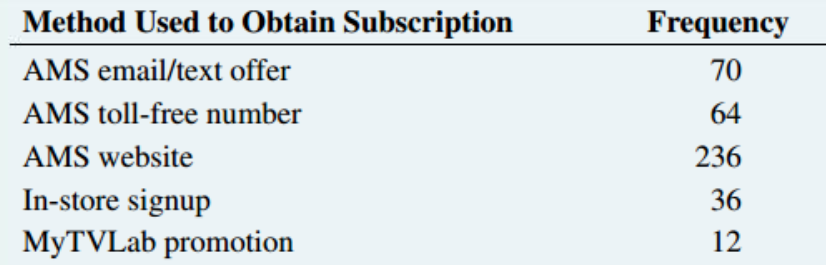 Method Used to Obtain Subscription Frequency
AMS email/text offer 70
AMS toll-free number 64
AMS website 236
In-store signup 36
MyTVLab promotion 12